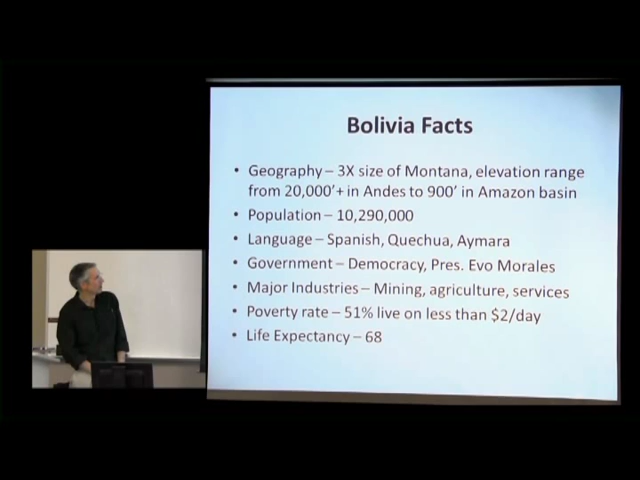 Bolivia Facts
• Geography – 3X size of Montana, elevation range
from 20,000'+ in Andes to 900' in Amazon basin
• Population – 10,290,000
• Language – Spanish, Quechua, Aymara
• Government – Democracy, Pres. Evo Morales
• Major Industries – Mining, agriculture, services
• Poverty rate – 51% live on less than $2/day
• Life Expectancy – 68